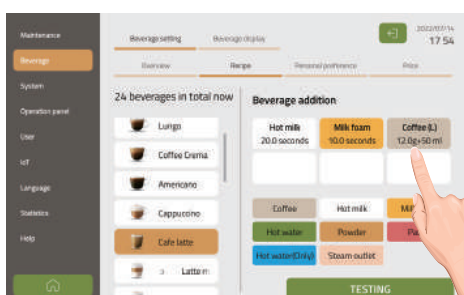 Maintenance
Beverage
System
Operation panel
User
IoT
Language
Statistics
Help
Beverage setting
Beverage display
2022/07/14
17 54
Overview
Recipe
Personal preference
Price
24 beverages in total now
Lungo
Coffee Crema
Americano
Cappuccino
Cafe latte
Latte m
Beverage addition
Hot milk
20.0 seconds
Milk foam
10.0 seconds
Coffee (L)
12.0g+50 ml
Coffee
Hot milk
Hot water
Powder
Hot water(Only)
Steam outlet
TESTING